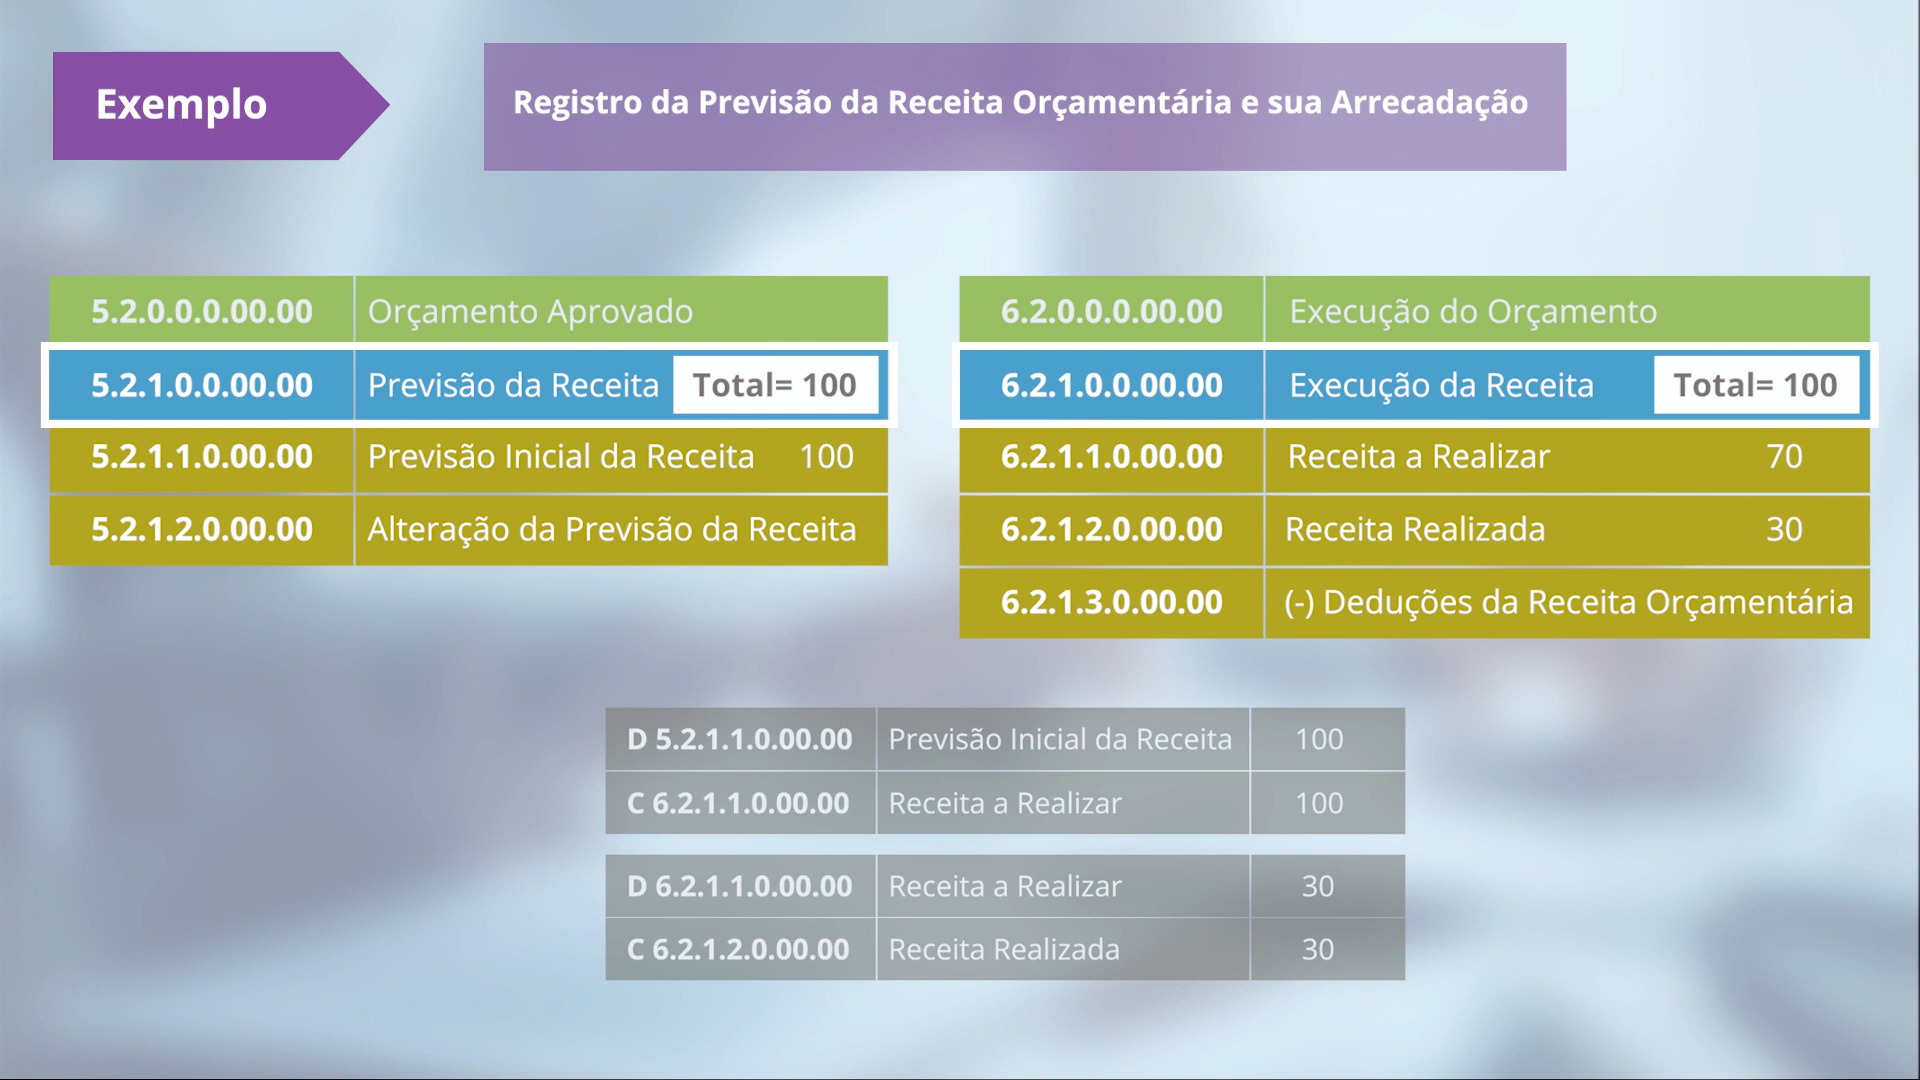 Exemplo
Registro da Previsão da Receita Orçamentária e sua Arrecadação
5.2.0.0.0.00.00 Orçamento Aprovado
5.2.1.0.0.00.00 Previsão da Receita Total= 100
5.2.1.1.0.00.00 Previsão Inicial da Receita 100
5.2.1.2.0.00.00 Alteração da Previsão da Receita
6.2.0.0.0.00.00 Execução do Orçamento
6.2.1.0.0.00.00 Execução da Receita Total= 100
6.2.1.1.0.00.00 Receita a Realizar 70
6.2.1.2.0.00.00 Receita Realizada 30
6.2.1.3.0.00.00 (-) Deduções da Receita Orçamentária
D 5.2.1.1.0.00.00 Previsão Inicial da Receita 100
C 6.2.1.1.0.00.00 Receita a Realizar 100
D 6.2.1.1.0.00.00 Receita a Realizar 30
C 6.2.1.2.0.00.00 Receita Realizada 30